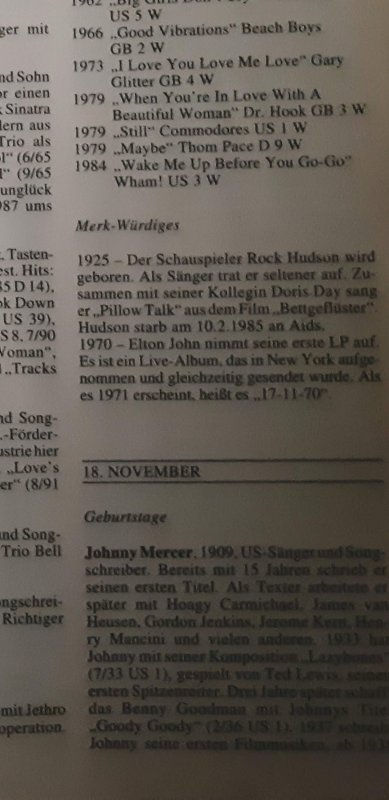 ger mit
nd Sohn
or einen
Sinatra
lern aus
Trio als
l“ (6/65
l“ (9/65
unglück
987 ums
, Tasten-
est. Hits:
35 D 14),
ok Down
US 39),
S 8, 7/90
Woman“,
„Tracks
nd Song-
.-Förder-
ustrie hier
„Love's
er“ (8/91
und Song-
Trio Bell
ongschrei-
Richtiger
mit Jethro
operation.
US 5 W
1966 „Good Vibrations“ Beach Boys
GB 2 W
1973 „I Love You Love Me Love“ Gary
Glitter GB 4 W
1979 „When You're In Love With A
Beautiful Woman“ Dr. Hook GB 3 W
1979 „Still“ Commodores US 1 W
1979 „Maybe“ Thom Pace D 9 W
1984 „Wake Me Up Before You Go-Go“
Wham! US 3 W
Merk-Würdiges
1925 – Der Schauspieler Rock Hudson wird
geboren. Als Sänger trat er seltener auf. Zu-
sammen mit seiner Kollegin Doris Day sang
er „Pillow Talk“ aus dem Film „Bettgeflüster“.
Hudson starb am 10.2.1985 an Aids.
1970 – Elton John nimmt seine erste LP auf.
Es ist ein Live-Album, das in New York aufge-
nommen und gleichzeitig gesendet wurde. Als
es 1971 erscheint, heißt es „17-11-70“.
18. NOVEMBER
Geburtstage
Johnny Mercer, 1909, US-Sänger und Song-
schreiber. Bereits mit 15 Jahren schrieb er
seinen ersten Titel. Als Texter arbeitete er
später mit Hoagy Carmichael, James van
Heusen, Gordon Jenkins, Jerome Kern, Hen-
ry Mancini und vielen anderen. 1933 hat
Johnny mit seiner Komposition „Lazybones“
(7/33 US 1), gespielt von Ted Lewis, seinen
ersten Spitzenreiter. Drei Jahre später
das Benny Goodman mit Johnnys
„Goody Goody“ (2/36 US 1). 1937
Johnny seine ersten Filmmusiken, ab